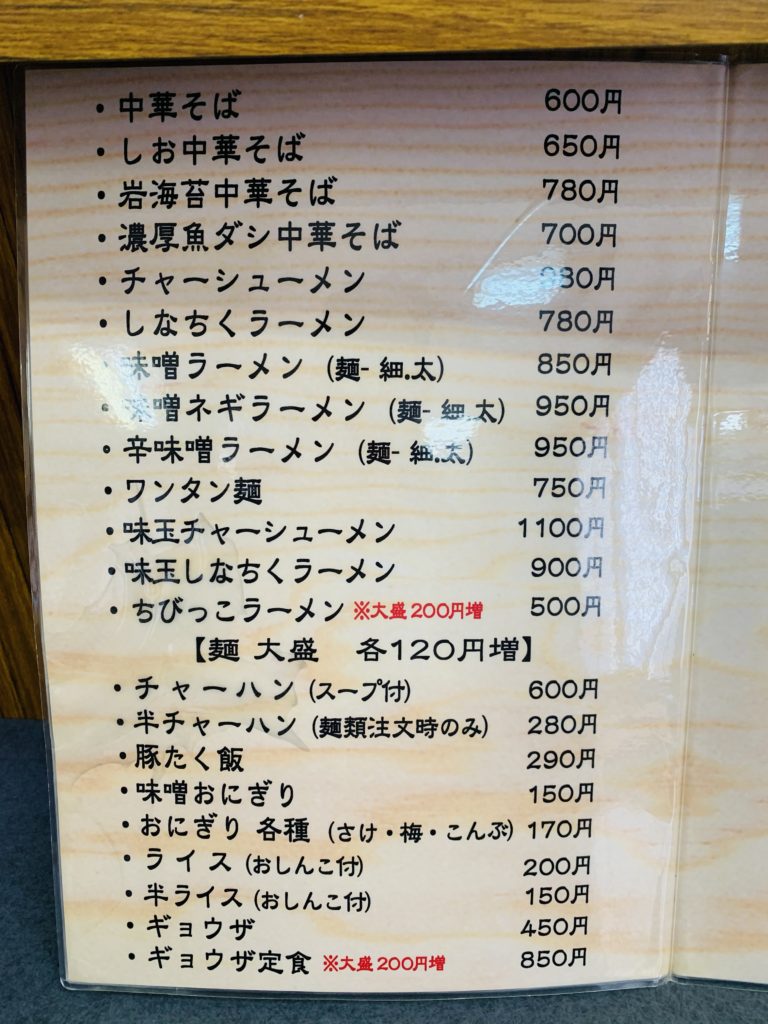 ・中華そば 600円
・しお中華そば 650円
・岩海苔中華そば 780円
・濃厚魚ダシ中華そば 700円
・チャーシューメン
・しなちくラーメン 780円
・味噌ラーメン (麺- 細.太) 850円
・味噌ネギラーメン (麺- 細.太) 950円
・辛味噌ラーメン (麺- 細.太) 950円
・ワンタン麺 750円
・味玉チャーシューメン 1100円
・味玉しなちくラーメン 900円
・ちびっこラーメン ※大盛200円増 500円
【麺 大盛 各120円増】
・チャーハン (スープ付) 600円
・半チャーハン (麺類注文時のみ) 280円
・豚たく飯 290円
・味噌おにぎり 150円
・おにぎり 各種 (さけ・梅・こんぶ) 170円
・ライス (おしんこ付) 200円
・半ライス (おしんこ付) 150円
・ギョウザ 450円
・ギョウザ定食 ※大盛200円増 850円